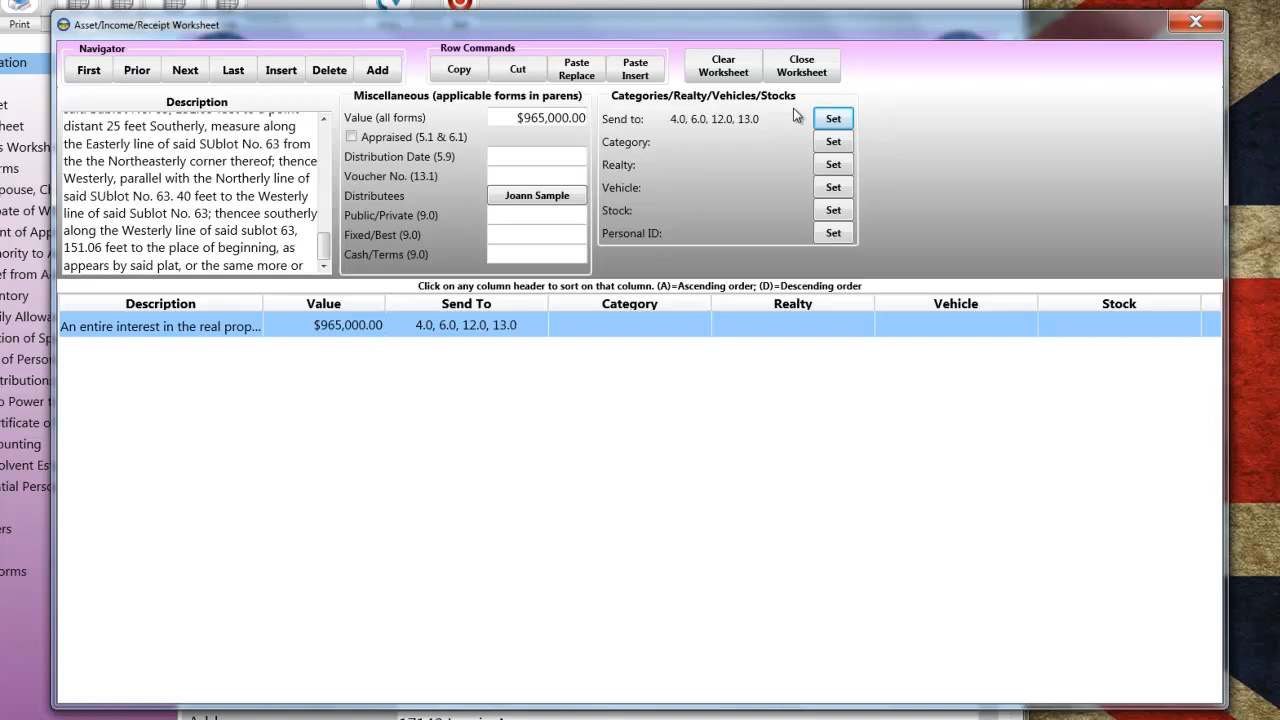 Asset/Income/Receipt Worksheet
Print
Navigator
First Prior Next Last Insert Delete Add
Row Commands
Copy Cut Paste Replace Paste Insert
Clear Worksheet Close Worksheet
Description
distant 25 feet Southerly, measure along
the Easterly line of said SUblot No. 63 from
the the Northeasterly corner thereof; thence
Westerly, parallel with the Northerly line of
said SUblot No. 63. 40 feet to the Westerly
line of said Sublot No. 63; thencee southerly
along the Westerly line of said sublot 63,
151.06 feet to the place of beginning, as
appears by said plat, or the same more or
Miscellaneous (applicable forms in parens)
Value (all forms) $965,000.00
Appraised (5.1 & 6.1)
Distribution Date (5.9)
Voucher No. (13.1)
Distributees Joann Sample
Public/Private (9.0)
Fixed/Best (9.0)
Cash/Terms (9.0)
Categories/Realty/Vehicles/Stocks
Send to: 4.0, 6.0, 12.0, 13.0 Set
Category: Set
Realty: Set
Vehicle: Set
Stock: Set
Personal ID: Set
Click on any column header to sort on that column. (A)=Ascending order; (D)=Descending order
Description Value Send To Category Realty Vehicle Stock
An entire interest in the real prop... $965,000.00 4.0, 6.0, 12.0, 13.0